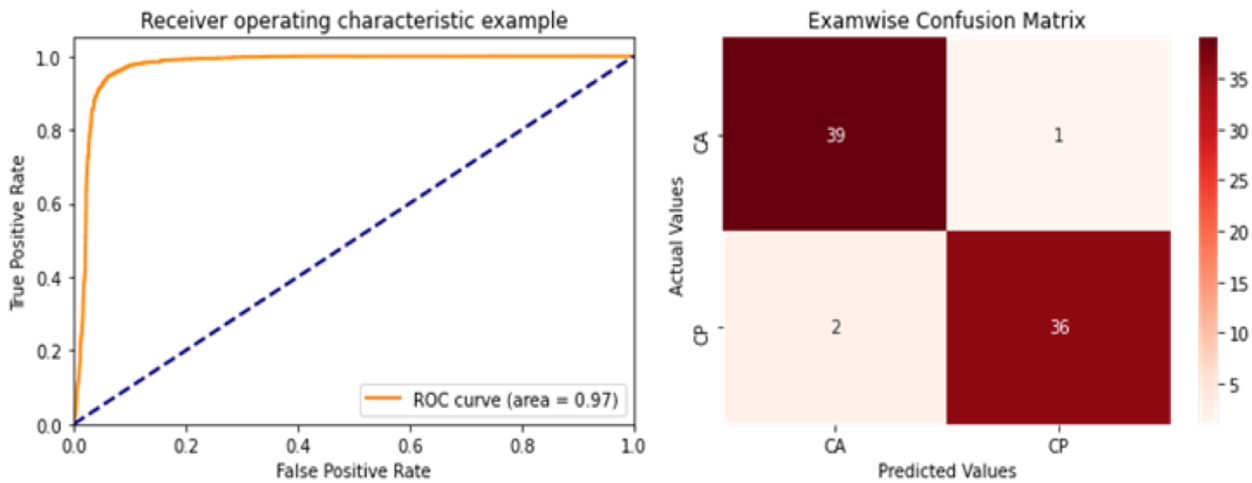 Receiver operating characteristic example
True Positive Rate
1.0
0.8
0.6
0.4
0.2
0.0
0.0 0.2 0.4 0.6 0.8 1.0
False Positive Rate
ROC curve (area = 0.97)
Examwise Confusion Matrix
Actual Values
CA
CP
39 1
2 36
CA CP
Predicted Values
35
30
25
20
15
10
5